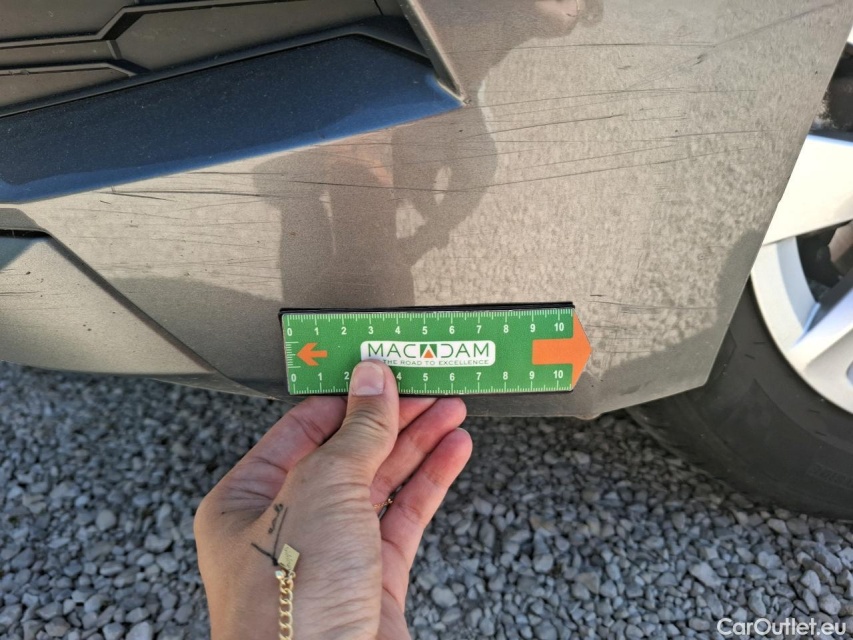 0 1 2 3 4 5 6 7 8 9 10
MACADAM
THE ROAD TO EXCELLENCE
0 1 2 4 5 6 7 8 9 10
CarOutlet.eu